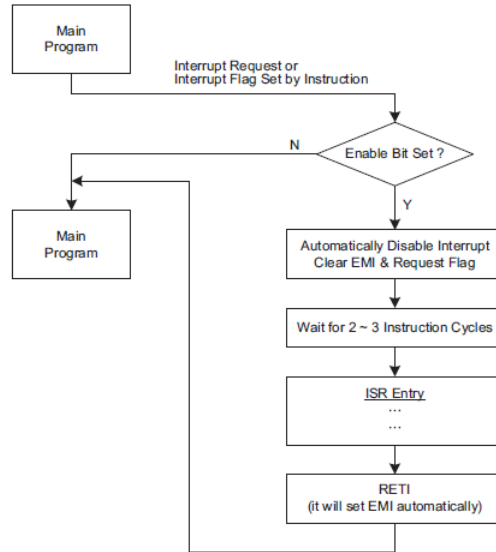 Main
Program
Interrupt Request or
Interrupt Flag Set by Instruction
Enable Bit Set ?
N
Y
Main
Program
Automatically Disable Interrupt
Clear EMI & Request Flag
Wait for 2 ~ 3 Instruction Cycles
ISR Entry
...
...
RETI
(it will set EMI automatically)